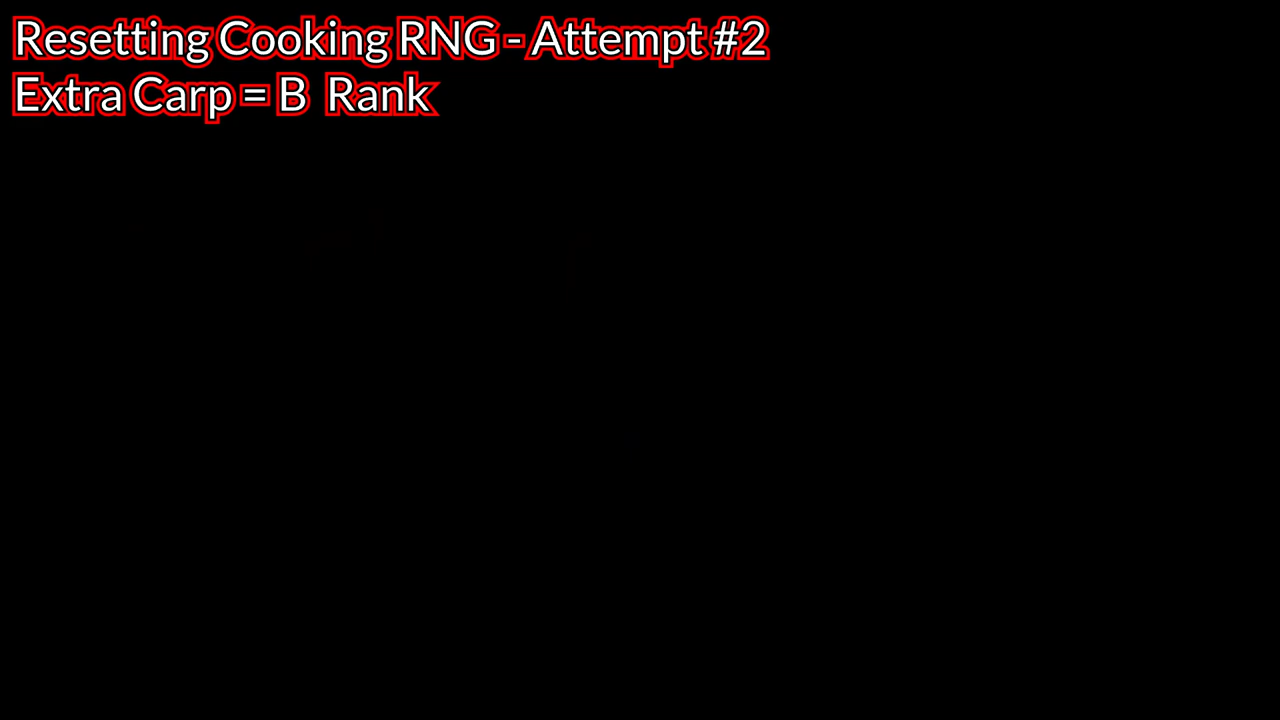 Resetting Cooking RNG - Attempt #2
Extra Carp = B Rank